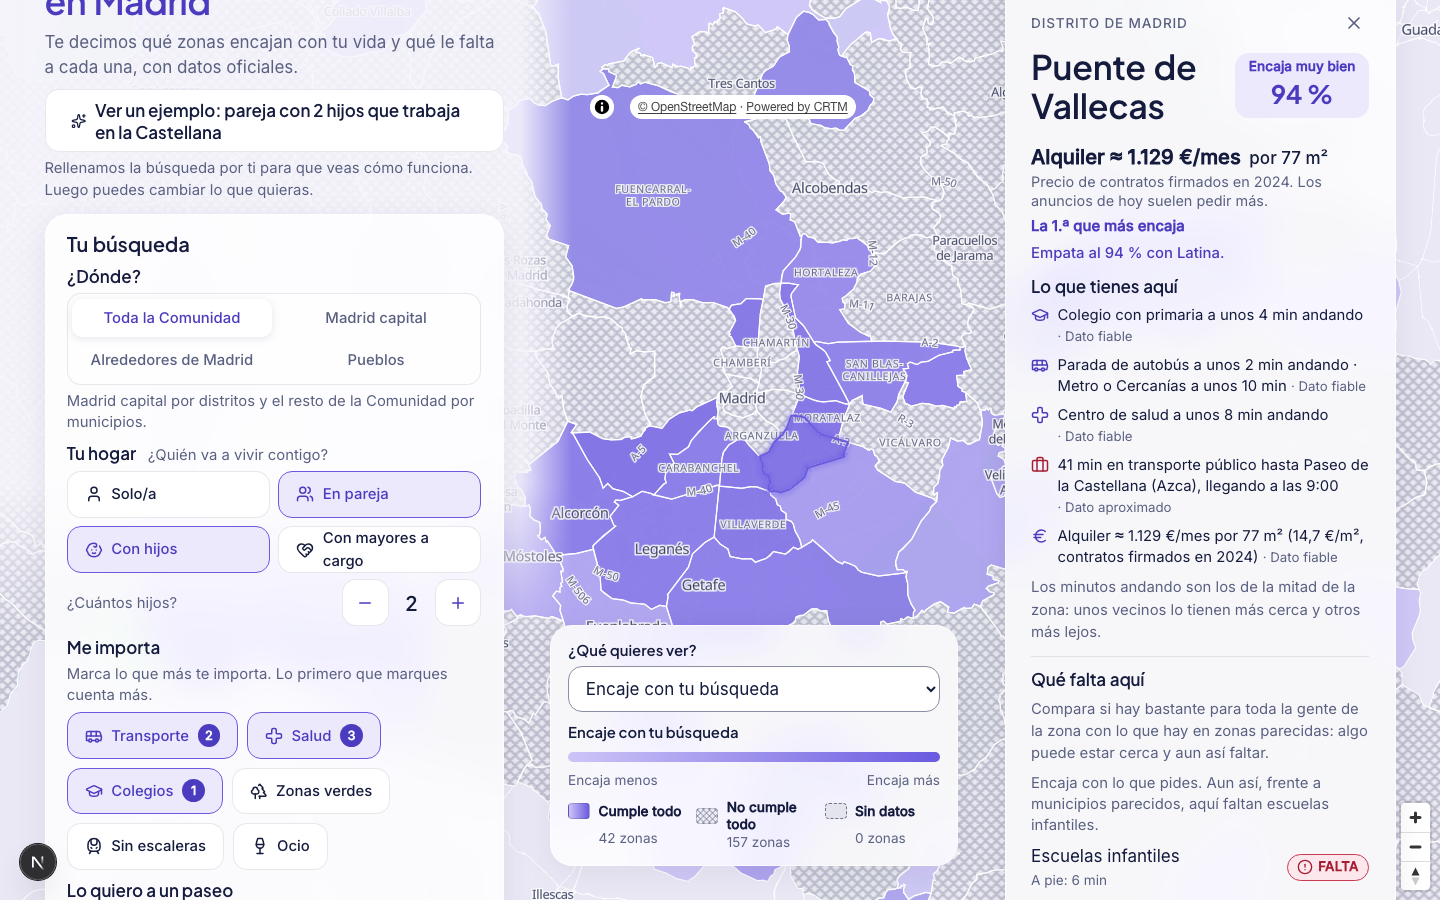 en Madrid
Te decimos qué zonas encajan con tu vida y qué le falta
a cada una, con datos oficiales.
Ver un ejemplo: pareja con 2 hijos que trabaja
en la Castellana
Rellenamos la búsqueda por ti para que veas cómo funciona.
Luego puedes cambiar lo que quieras.
Tu búsqueda
¿Dónde?
Toda la Comunidad
Madrid capital
Alrededores de Madrid
Pueblos
Madrid capital por distritos y el resto de la Comunidad por
municipios.
Tu hogar ¿Quién va a vivir contigo?
Solo/a
En pareja
Con hijos
Con mayores a
cargo
¿Cuántos hijos?
2
Me importa
Marca lo que más te importa. Lo primero que marques
cuenta más.
Transporte 2
Salud 3
Colegios 1
Zonas verdes
Sin escaleras
Ocio
Lo quiero a un paseo
N
Collado Villalba
Tres Cantos
© OpenStreetMap · Powered by CRTM
FUENCARRAL-
EL PARDO
Alcobendas
M-50
M-40
M-12
Paracuellos
de Jarama
HORTALEZA
BARAJAS
M-11
M-30
CHAMARTÍN
A-2
CHAMBERÍ
SAN BLAS-
CANILLEJAS
M-30
Madrid
MORATALAZ
R-3
ARGANZUELA
VICÁLVARO
A-5
CARABANCHEL
M-40
Alcorcón
VILLAVERDE
M-45
Móstoles
Leganés
M-50
M-506
Getafe
Fuenlabrada
Illescas
¿Qué quieres ver?
Encaje con tu búsqueda
Encaje con tu búsqueda
Encaja menos
Encaja más
Cumple todo
42 zonas
No cumple
todo
157 zonas
Sin datos
0 zonas
DISTRITO DE MADRID
Puente de
Vallecas
Encaja muy bien
94 %
Alquiler ≈ 1.129 €/mes por 77 m²
Precio de contratos firmados en 2024. Los
anuncios de hoy suelen pedir más.
La 1.ª que más encaja
Empata al 94 % con Latina.
Lo que tienes aquí
Colegio con primaria a unos 4 min andando
· Dato fiable
Parada de autobús a unos 2 min andando ·
Metro o Cercanías a unos 10 min · Dato fiable
Centro de salud a unos 8 min andando
· Dato fiable
41 min en transporte público hasta Paseo de
la Castellana (Azca), llegando a las 9:00
· Dato aproximado
Alquiler ≈ 1.129 €/mes por 77 m² (14,7 €/m²,
contratos firmados en 2024) · Dato fiable
Los minutos andando son los de la mitad de la
zona: unos vecinos lo tienen más cerca y otros
más lejos.
Qué falta aquí
Compara si hay bastante para toda la gente de
la zona con lo que hay en zonas parecidas: algo
puede estar cerca y aun así faltar.
Encaja con lo que pides. Aun así, frente a
municipios parecidos, aquí faltan escuelas
infantiles.
Escuelas infantiles
A pie: 6 min
FALTA